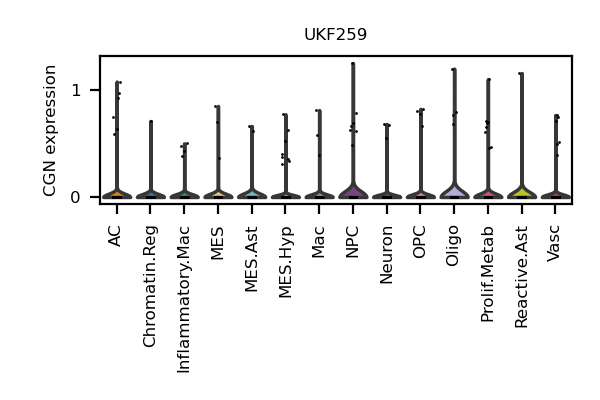 UKF259
CGN expression
1
0
AC
Chromatin.Reg
Inflammatory.Mac
MES
MES.Ast
MES.Hyp
Mac
NPC
Neuron
OPC
Oligo
Prolif.Metab
Reactive.Ast
Vasc